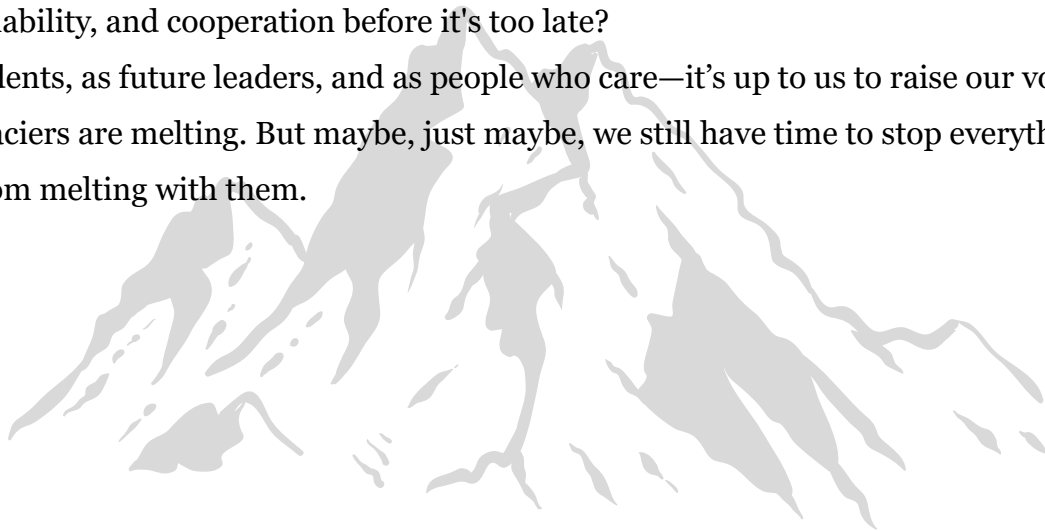 ability, and cooperation before it's too late?
lents, as future leaders, and as people who care—it’s up to us to raise our vo
ciers are melting. But maybe, just maybe, we still have time to stop everyth
om melting with them.